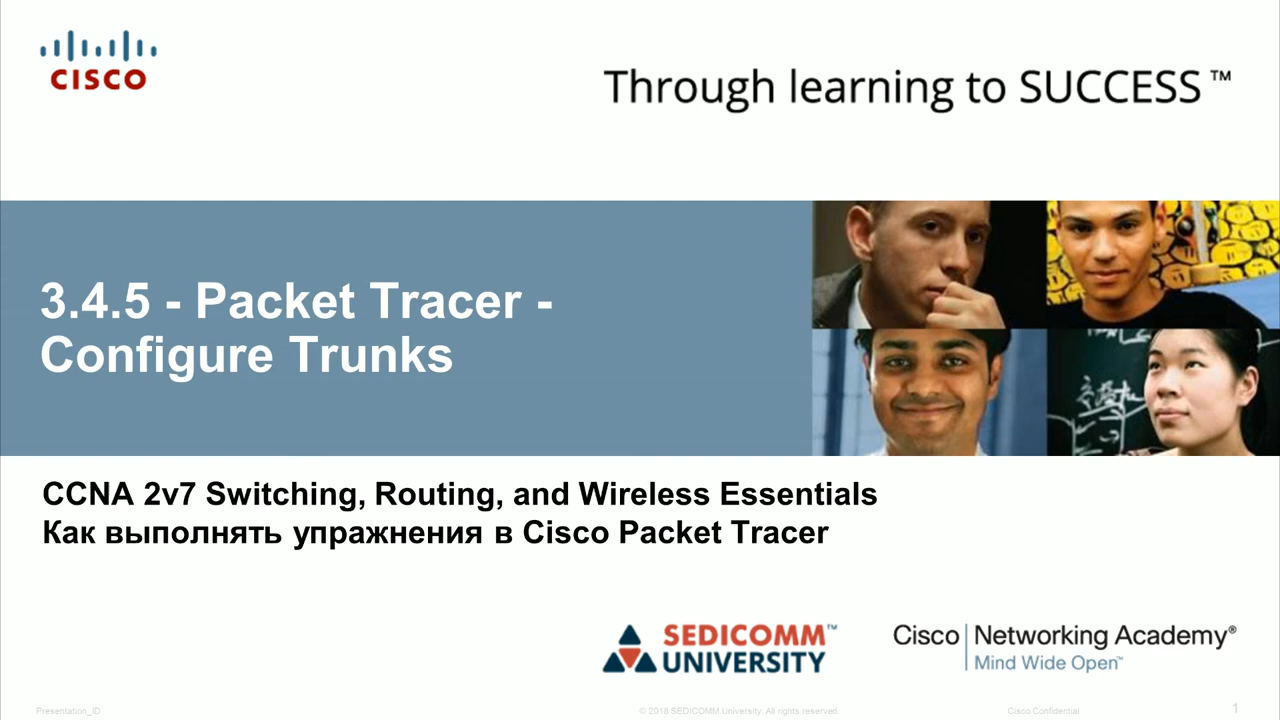 CISCO
Through learning to SUCCESS™
3.4.5 - Packet Tracer -
Configure Trunks
CCNA 2v7 Switching, Routing, and Wireless Essentials
Как выполнять упражнения в Cisco Packet Tracer
SEDICOMM™
UNIVERSITY
Cisco Networking Academy®
Mind Wide Open™
Presentation_ID
© 2018 SEDICOMM University. All rights reserved.
Cisco Confidential
1